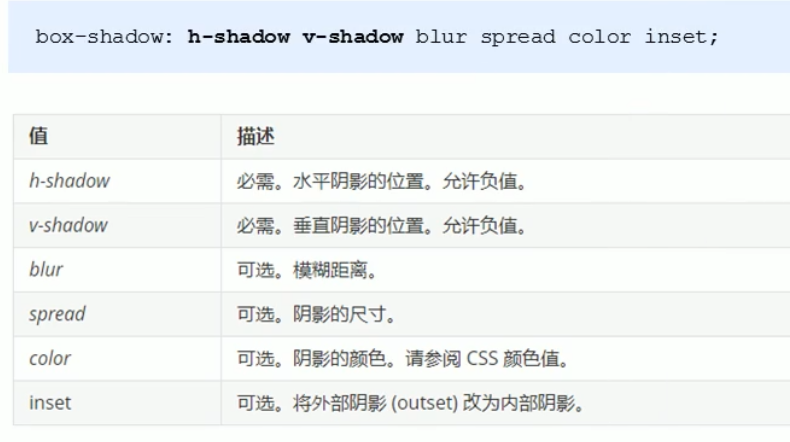 box-shadow: h-shadow v-shadow blur spread color inset;
值 描述
h-shadow 必需。水平阴影的位置。允许负值。
v-shadow 必需。垂直阴影的位置。允许负值。
blur 可选。模糊距离。
spread 可选。阴影的尺寸。
color 可选。阴影的颜色。请参阅 CSS 颜色值。
inset 可选。将外部阴影 (outset) 改为内部阴影。